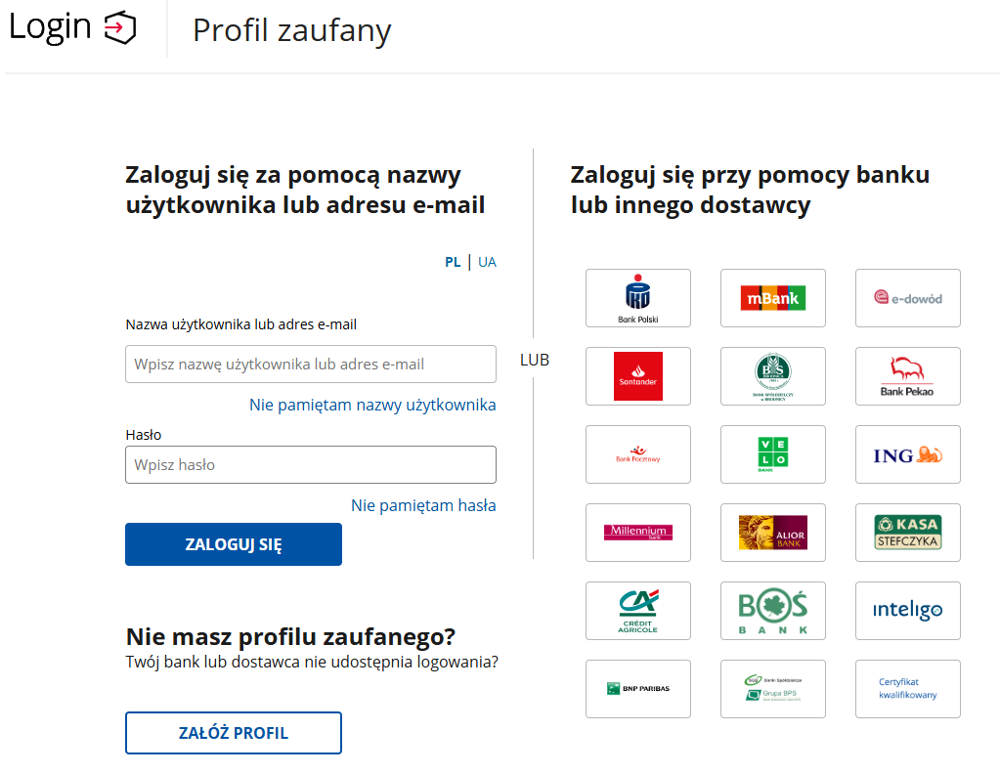 Login
Profil zaufany
Zaloguj się za pomocą nazwy
użytkownika lub adresu e-mail
PL | UA
Nazwa użytkownika lub adres e-mail
Wpisz nazwę użytkownika lub adres e-mail
Nie pamiętam nazwy użytkownika
Hasło
Wpisz hasło
Nie pamiętam hasła
ZALOGUJ SIĘ
Nie masz profilu zaufanego?
Twój bank lub dostawca nie udostępnia logowania?
ZAŁÓŻ PROFIL
LUB
Zaloguj się przy pomocy banku
lub innego dostawcy
PKO
Bank Polski
mBank
e-dowód
Santander
BS
BANK SPÓŁDZIELCZY
w BRODNICY
Bank Pekao
Bank Pocztowy
VELO
BANK
ING
Millennium
bank
ALIOR
BANK
KASA
STEFCZYKA
CA
CRÉDIT
AGRICOLE
BOŚ
BANK
inteligo
BNP PARIBAS
SGB Banki Spółdzielcze
Grupa BPS
Certyfikat
kwalifikowany